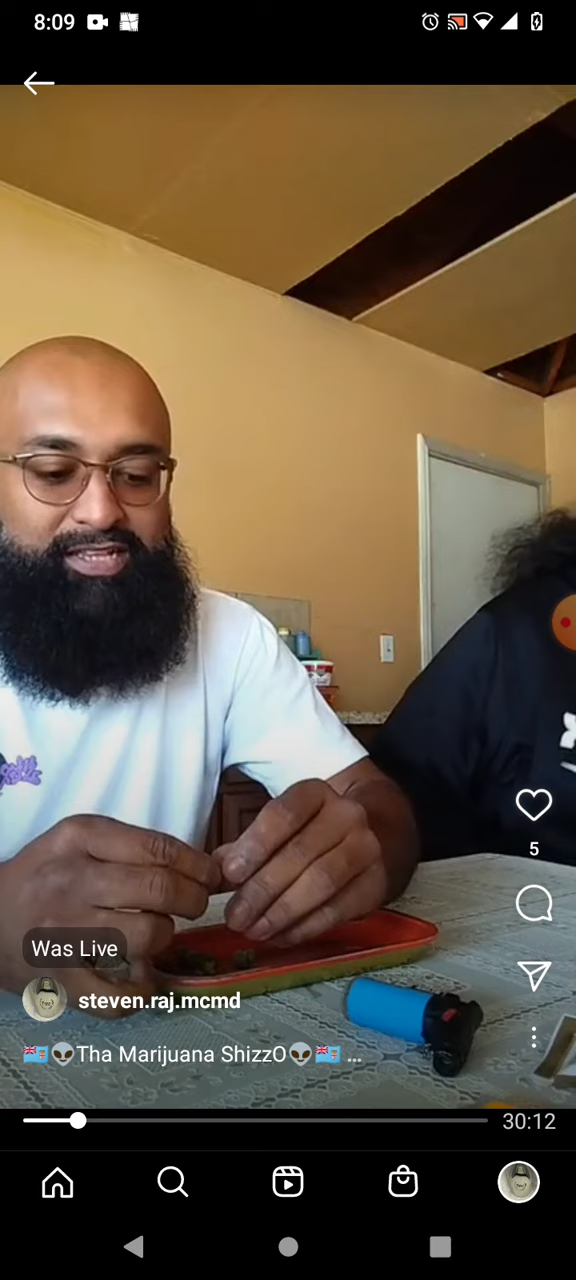 8:09
Was Live
5
steven.raj.mcmd
🇫🇯👽Tha Marijuana ShizzO👽🇫🇯 ...
30:12